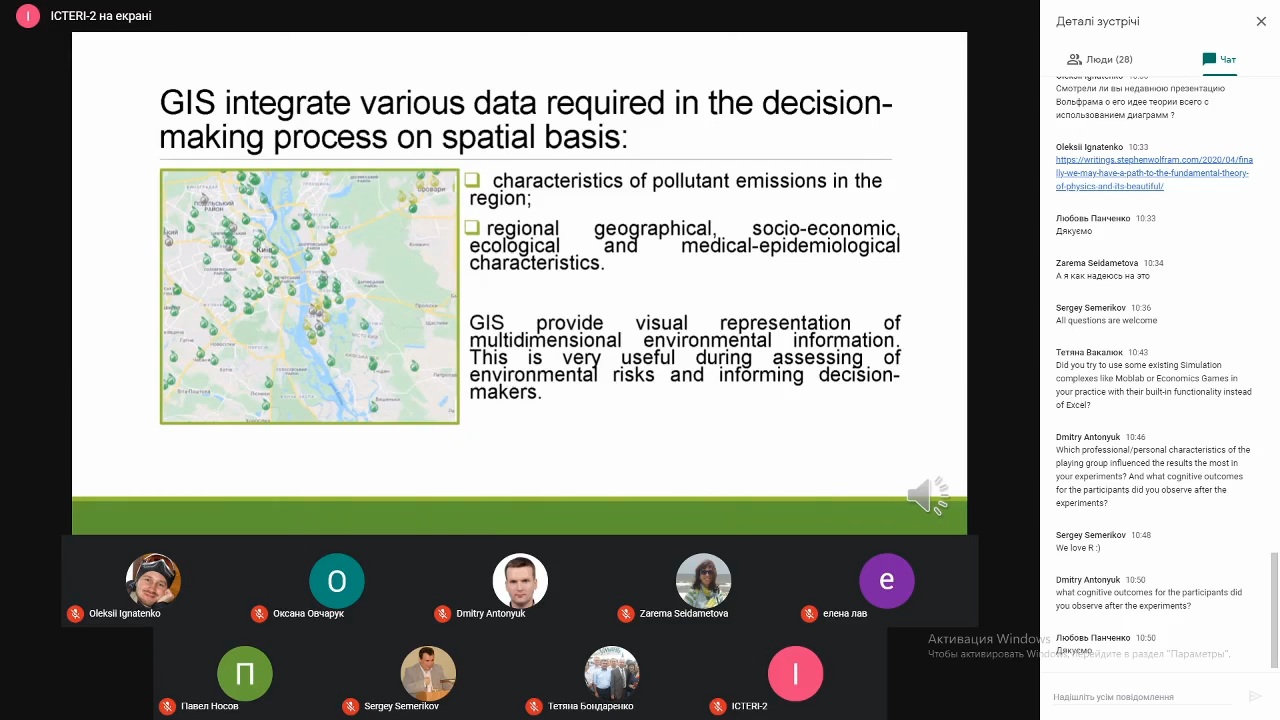 ICTERI-2 на екрані
GIS integrate various data required in the decision-
making process on spatial basis:
❑ characteristics of pollutant emissions in the
region;
❑ regional geographical, socio-economic,
ecological and medical-epidemiological
characteristics.
GIS provide visual representation of
multidimensional environmental information.
This is very useful during assessing of
environmental risks and informing decision-
makers.
Київ
Бровари
Oleksii Ignatenko
Оксана Овчарук
Dmitry Antonyuk
Zarema Seidametova
елена лав
Павел Носов
Sergey Semerikov
Тетяна Бондаренко
ICTERI-2
І
О
е
П
І
Деталі зустрічі
Люди (28)
Чат
Oleksii Ignatenko
Смотрели ли вы недавнюю презентацию
Вольфрама о его идее теории всего с
использованием диаграмм ?
Oleksii Ignatenko 10:33
https://writings.stephenwolfram.com/2020/04/fina
lly-we-may-have-a-path-to-the-fundamental-theory-
of-physics-and-its-beautiful/
Любовь Панченко 10:33
Дякуємо
Zarema Seidametova 10:34
А я как надеюсь на это
Sergey Semerikov 10:36
All questions are welcome
Тетяна Вакалюк 10:43
Did you try to use some existing Simulation
complexes like Moblab or Economics Games in
your practice with their built-in functionality instead
of Excel?
Dmitry Antonyuk 10:46
Which professional/personal characteristics of the
playing group influenced the results the most in
your experiments? And what cognitive outcomes
for the participants did you observe after the
experiments?
Sergey Semerikov 10:48
We love R :)
Dmitry Antonyuk 10:50
what cognitive outcomes for the participants did
you observe after the experiments?
Любовь Панченко 10:50
Дякуємо
Активация Windows
Чтобы активировать Windows, перейдите в раздел "Параметры".
Надішліть усім повідомлення